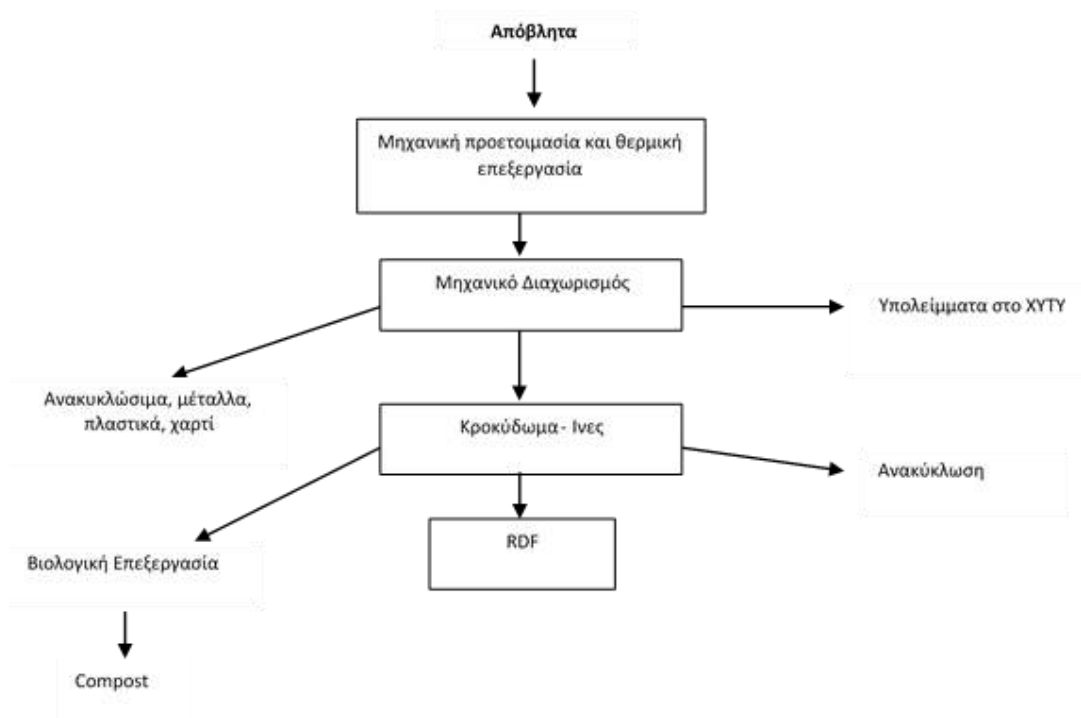 Απόβλητα
Μηχανική προετοιμασία και θερμική
επεξεργασία
Μηχανικό Διαχωρισμός
Υπολείμματα στο ΧΥΤΥ
Ανακυκλώσιμα, μέταλλα,
πλαστικά, χαρτί
Κροκύδωμα - Ινες
Ανακύκλωση
RDF
Βιολογική Επεξεργασία
Compost